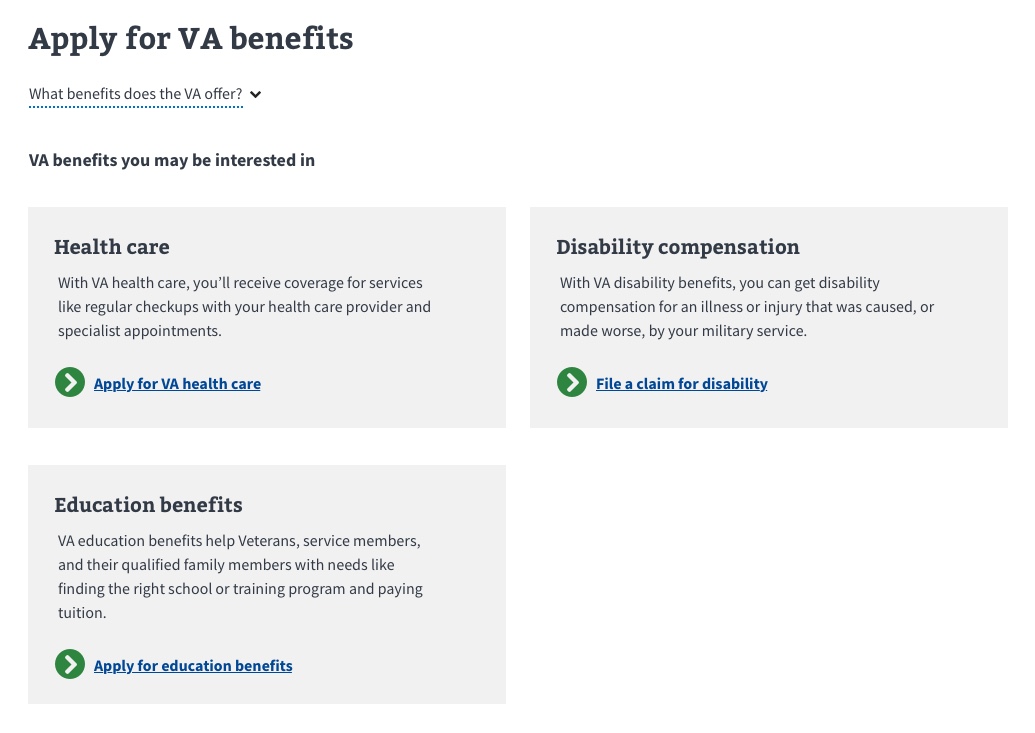 Apply for VA benefits
What benefits does the VA offer?
VA benefits you may be interested in
Health care
With VA health care, you’ll receive coverage for services
like regular checkups with your health care provider and
specialist appointments.
Apply for VA health care
Disability compensation
With VA disability benefits, you can get disability
compensation for an illness or injury that was caused, or
made worse, by your military service.
File a claim for disability
Education benefits
VA education benefits help Veterans, service members,
and their qualified family members with needs like
finding the right school or training program and paying
tuition.
Apply for education benefits